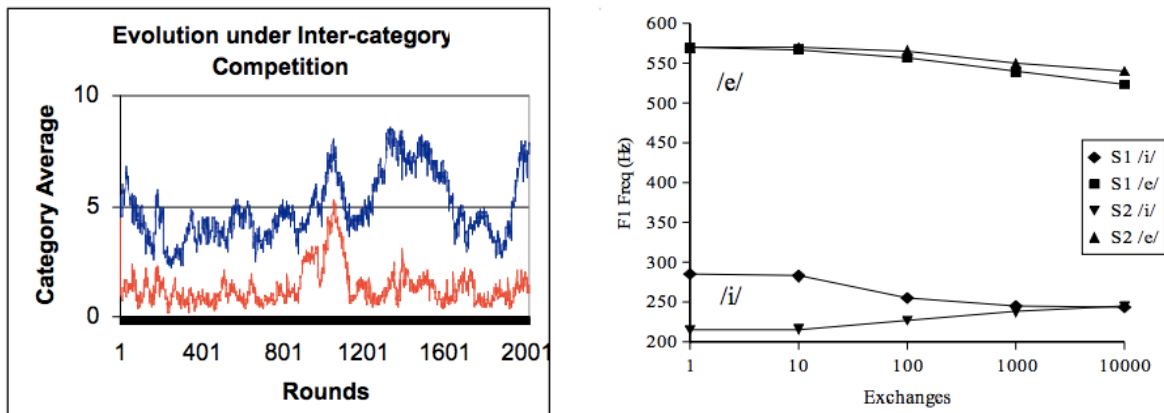 Evolution under Inter-category
Competition
Category Average
10
5
0
1 401 801 1201 1601 2001
Rounds
F1 Freq (Hz)
600
550
500
450
400
350
300
250
200
/e/
/i/
S1 /i/
S1 /e/
S2 /i/
S2 /e/
1 10 100 1000 10000
Exchanges